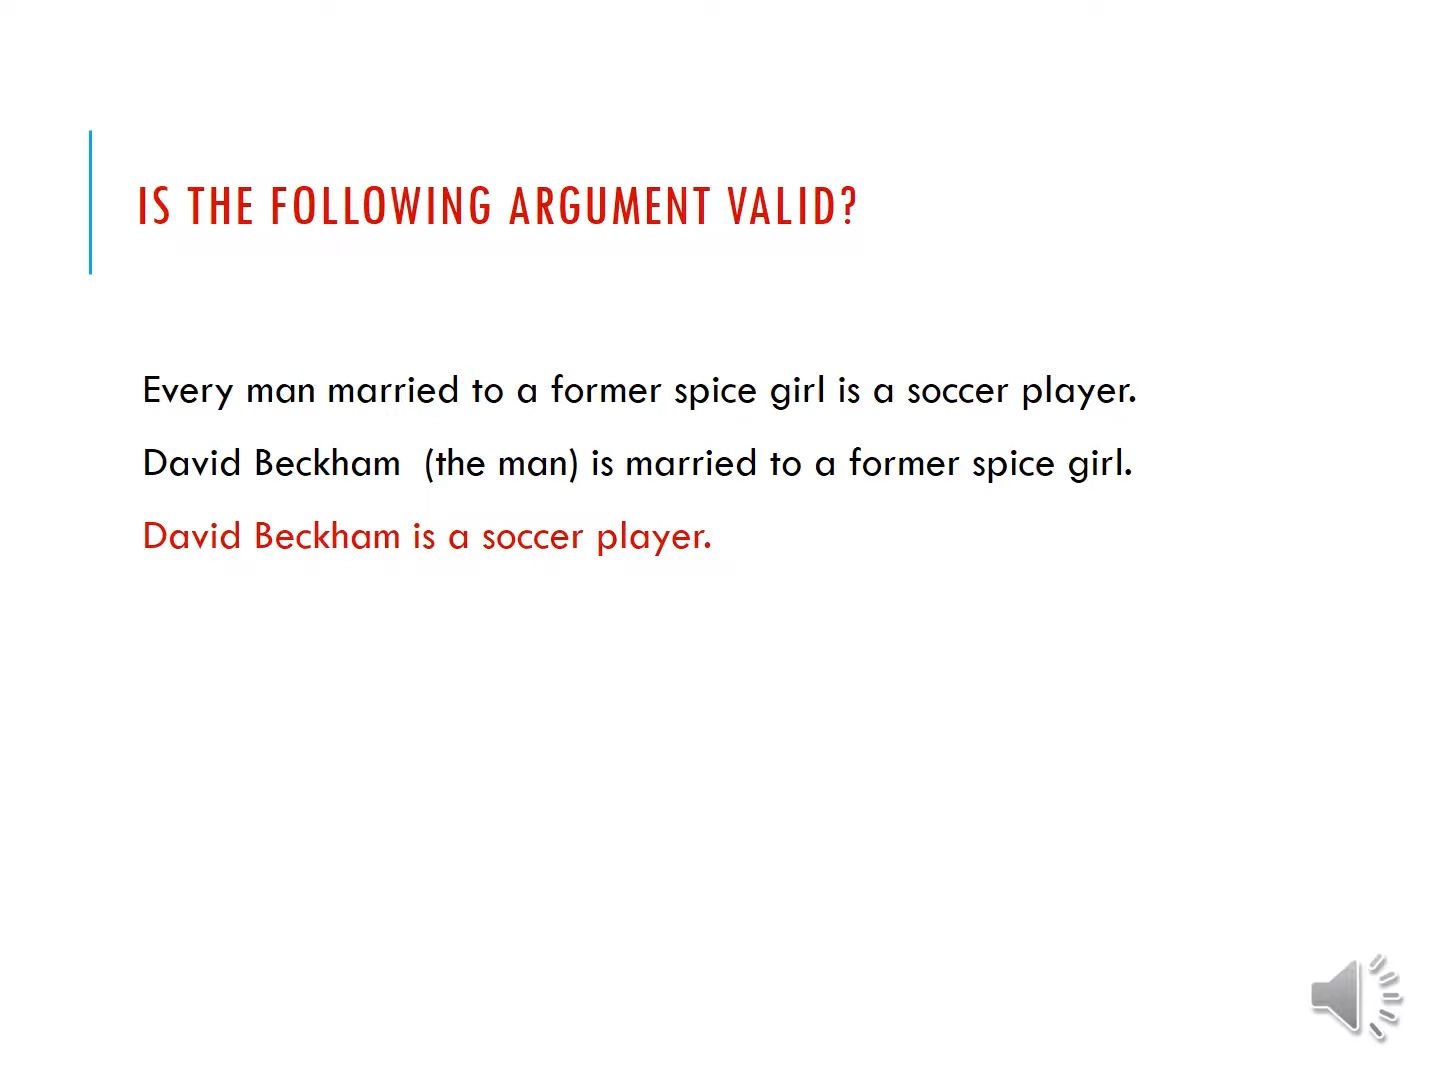 IS THE FOLLOWING ARGUMENT VALID?
Every man married to a former spice girl is a soccer player.
David Beckham (the man) is married to a former spice girl.
David Beckham is a soccer player.